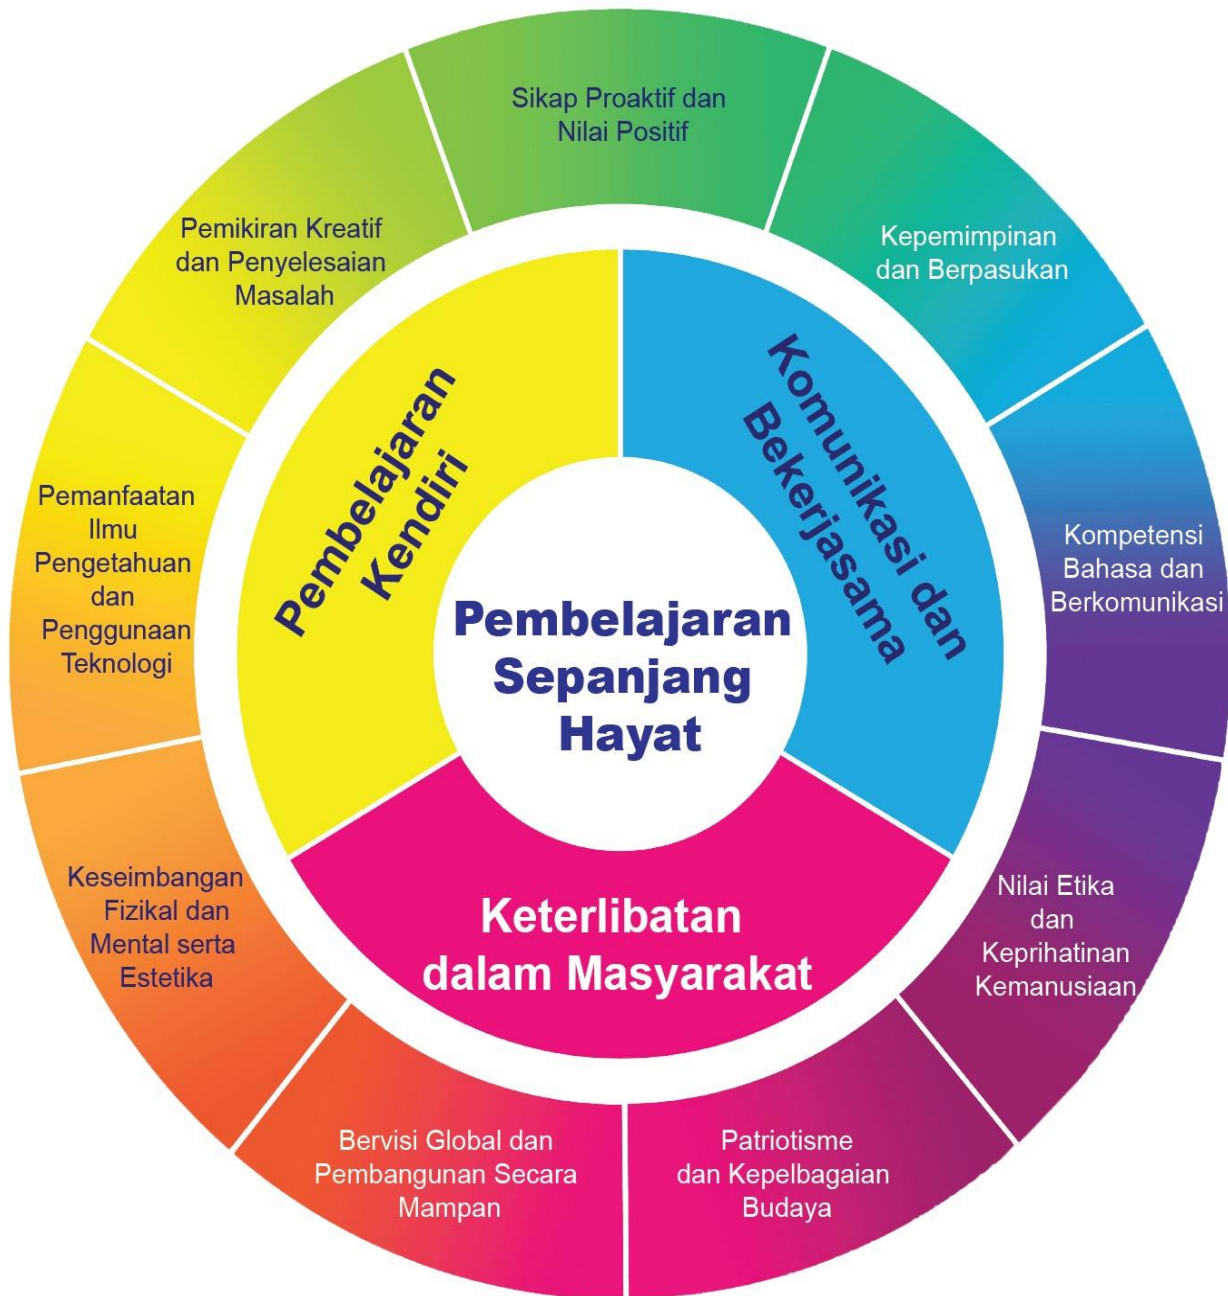 Sikap Proaktif dan
Nilai Positif
Kepemimpinan
dan Berpasukan
Kompetensi
Bahasa dan
Berkomunikasi
Nilai Etika
dan
Keprihatinan
Kemanusiaan
Patriotisme
dan Kepelbagaian
Budaya
Bervisi Global dan
Pembangunan Secara
Mampan
Keseimbangan
Fizikal dan
Mental serta
Estetika
Pemanfaatan
Ilmu
Pengetahuan
dan
Penggunaan
Teknologi
Pemikiran Kreatif
dan Penyelesaian
Masalah
Pembelajaran
Kendiri
Komunikasi dan
Bekerjasama
Keterlibatan
dalam Masyarakat
Pembelajaran
Sepanjang
Hayat